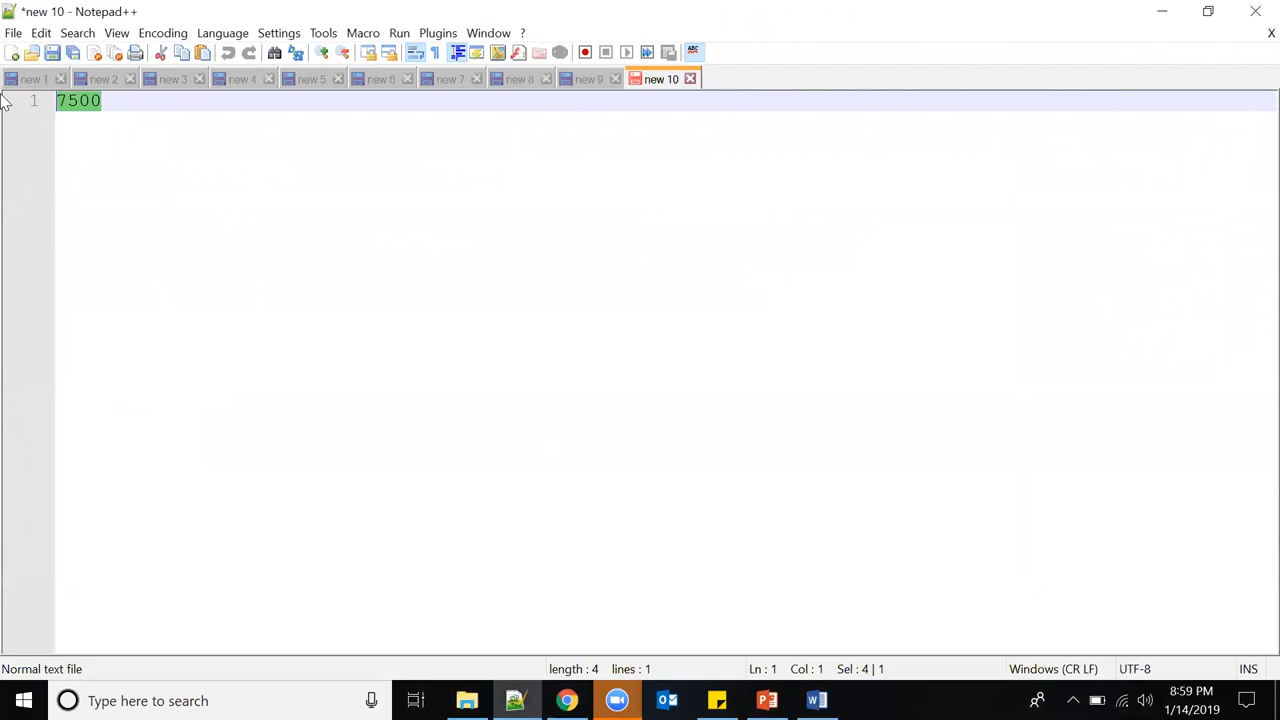 *new 10 - Notepad++
File Edit Search View Encoding Language Settings Tools Macro Run Plugins Window ? X
ABC
new 1 new 2 new 3 new 4 new 5 new 6 new 7 new 8 new 9 new 10
1 7500
Normal text file length : 4 lines : 1 Ln : 1 Col : 1 Sel : 4 | 1 Windows (CR LF) UTF-8 INS
Type here to search
8:59 PM
1/14/2019